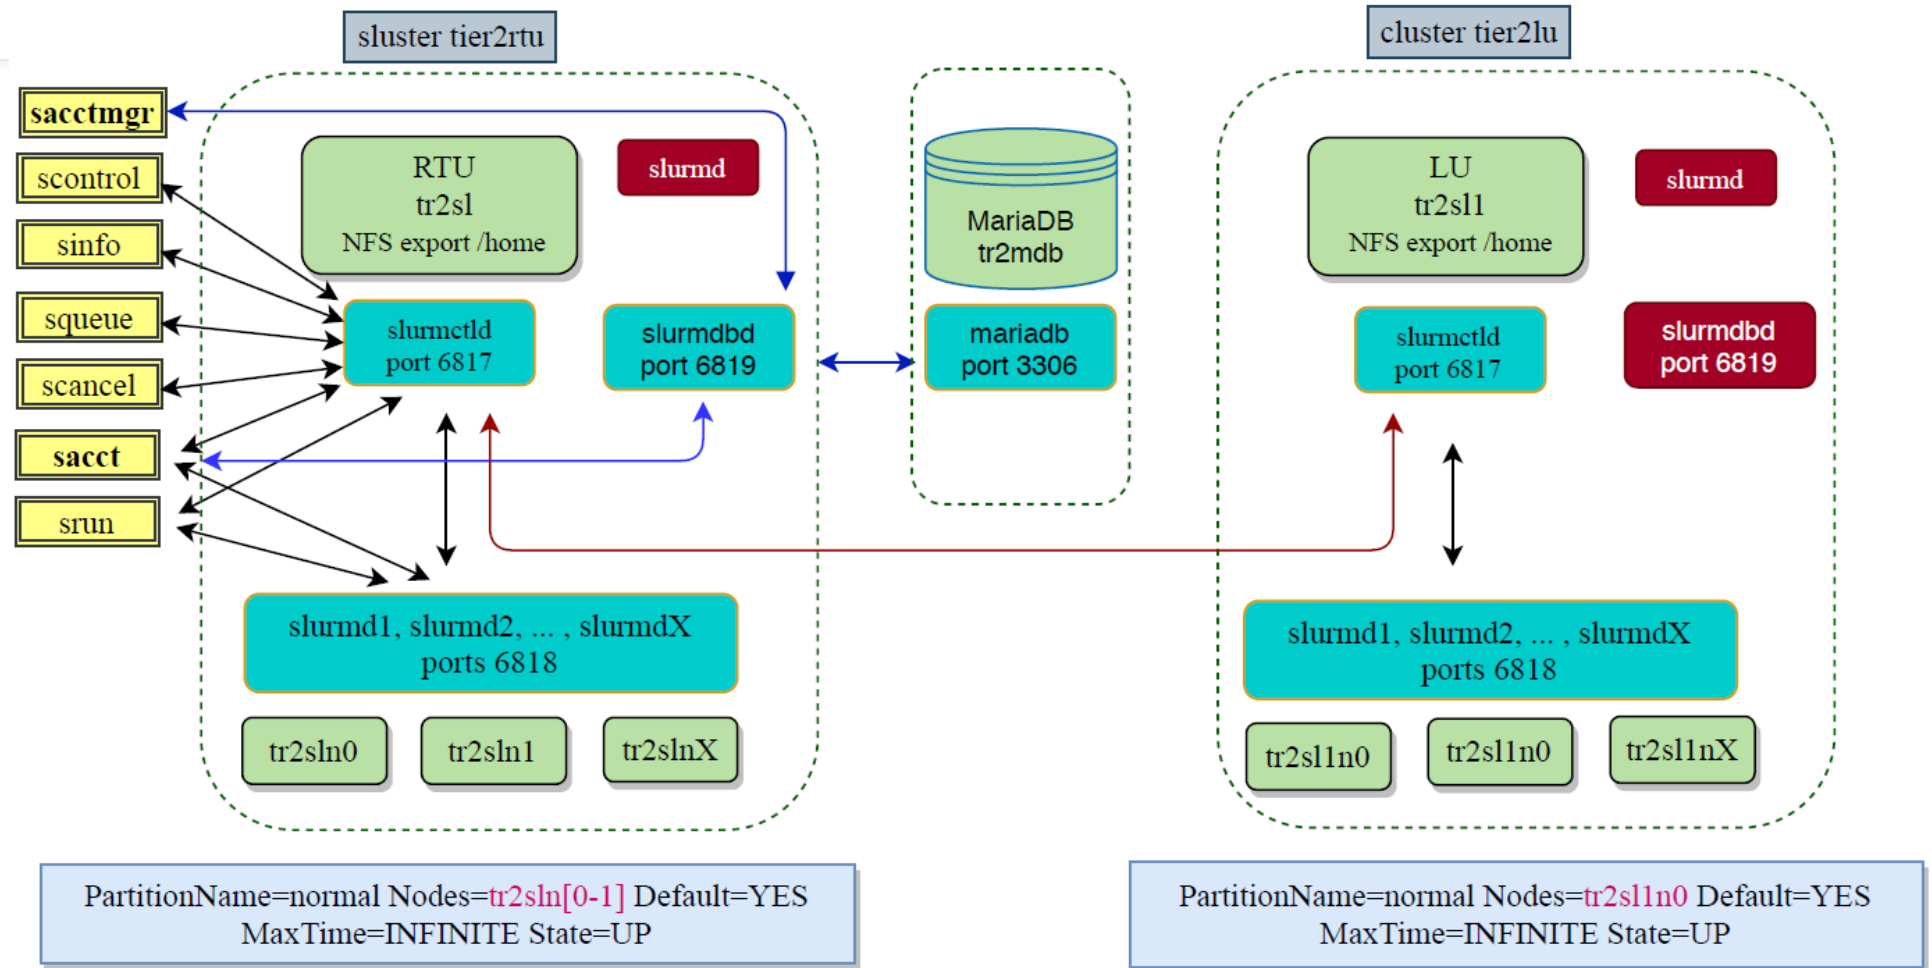 sluster tier2rtu
cluster tier2lu
sacctmgr
scontrol
sinfo
squeue
scancel
sacct
srun
RTU
tr2sl
NFS export /home
slurmd
slurmctld
port 6817
slurmdbd
port 6819
slurmd1, slurmd2, ... , slurmdX
ports 6818
tr2sln0
tr2sln1
tr2slnX
MariaDB
tr2mdb
mariadb
port 3306
LU
tr2sl1
NFS export /home
slurmd
slurmctld
port 6817
slurmdbd
port 6819
slurmd1, slurmd2, ... , slurmdX
ports 6818
tr2sl1n0
tr2sl1n0
tr2sl1nX
PartitionName=normal Nodes=tr2sln[0-1] Default=YES
MaxTime=INFINITE State=UP
PartitionName=normal Nodes=tr2sl1n0 Default=YES
MaxTime=INFINITE State=UP